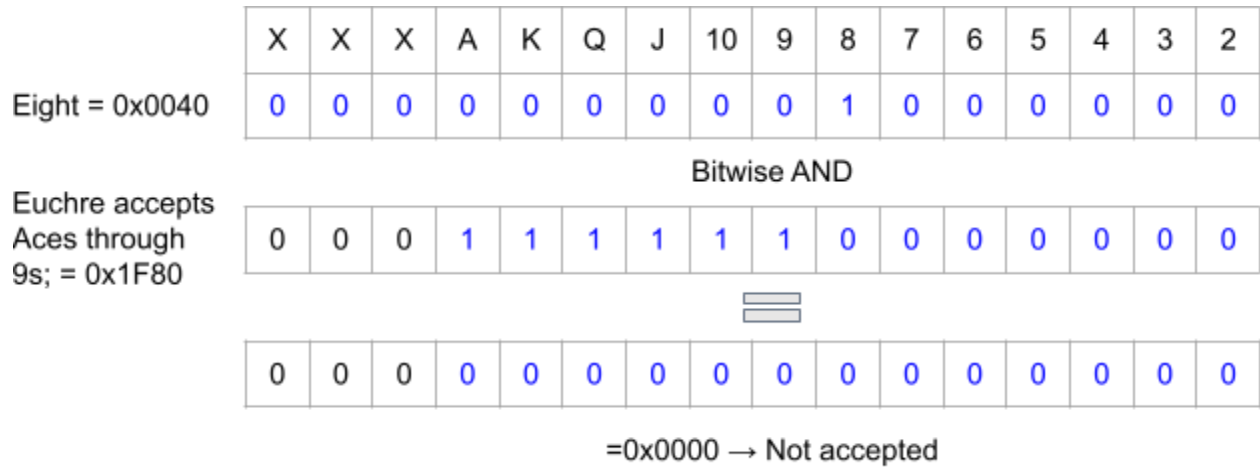 X X X A K Q J 10 9 8 7 6 5 4 3 2
Eight = 0x0040 0 0 0 0 0 0 0 0 0 1 0 0 0 0 0 0
Bitwise AND
Euchre accepts
Aces through
9s; = 0x1F80
0 0 0 1 1 1 1 1 1 0 0 0 0 0 0 0
0 0 0 0 0 0 0 0 0 0 0 0 0 0 0 0
=0x0000 → Not accepted